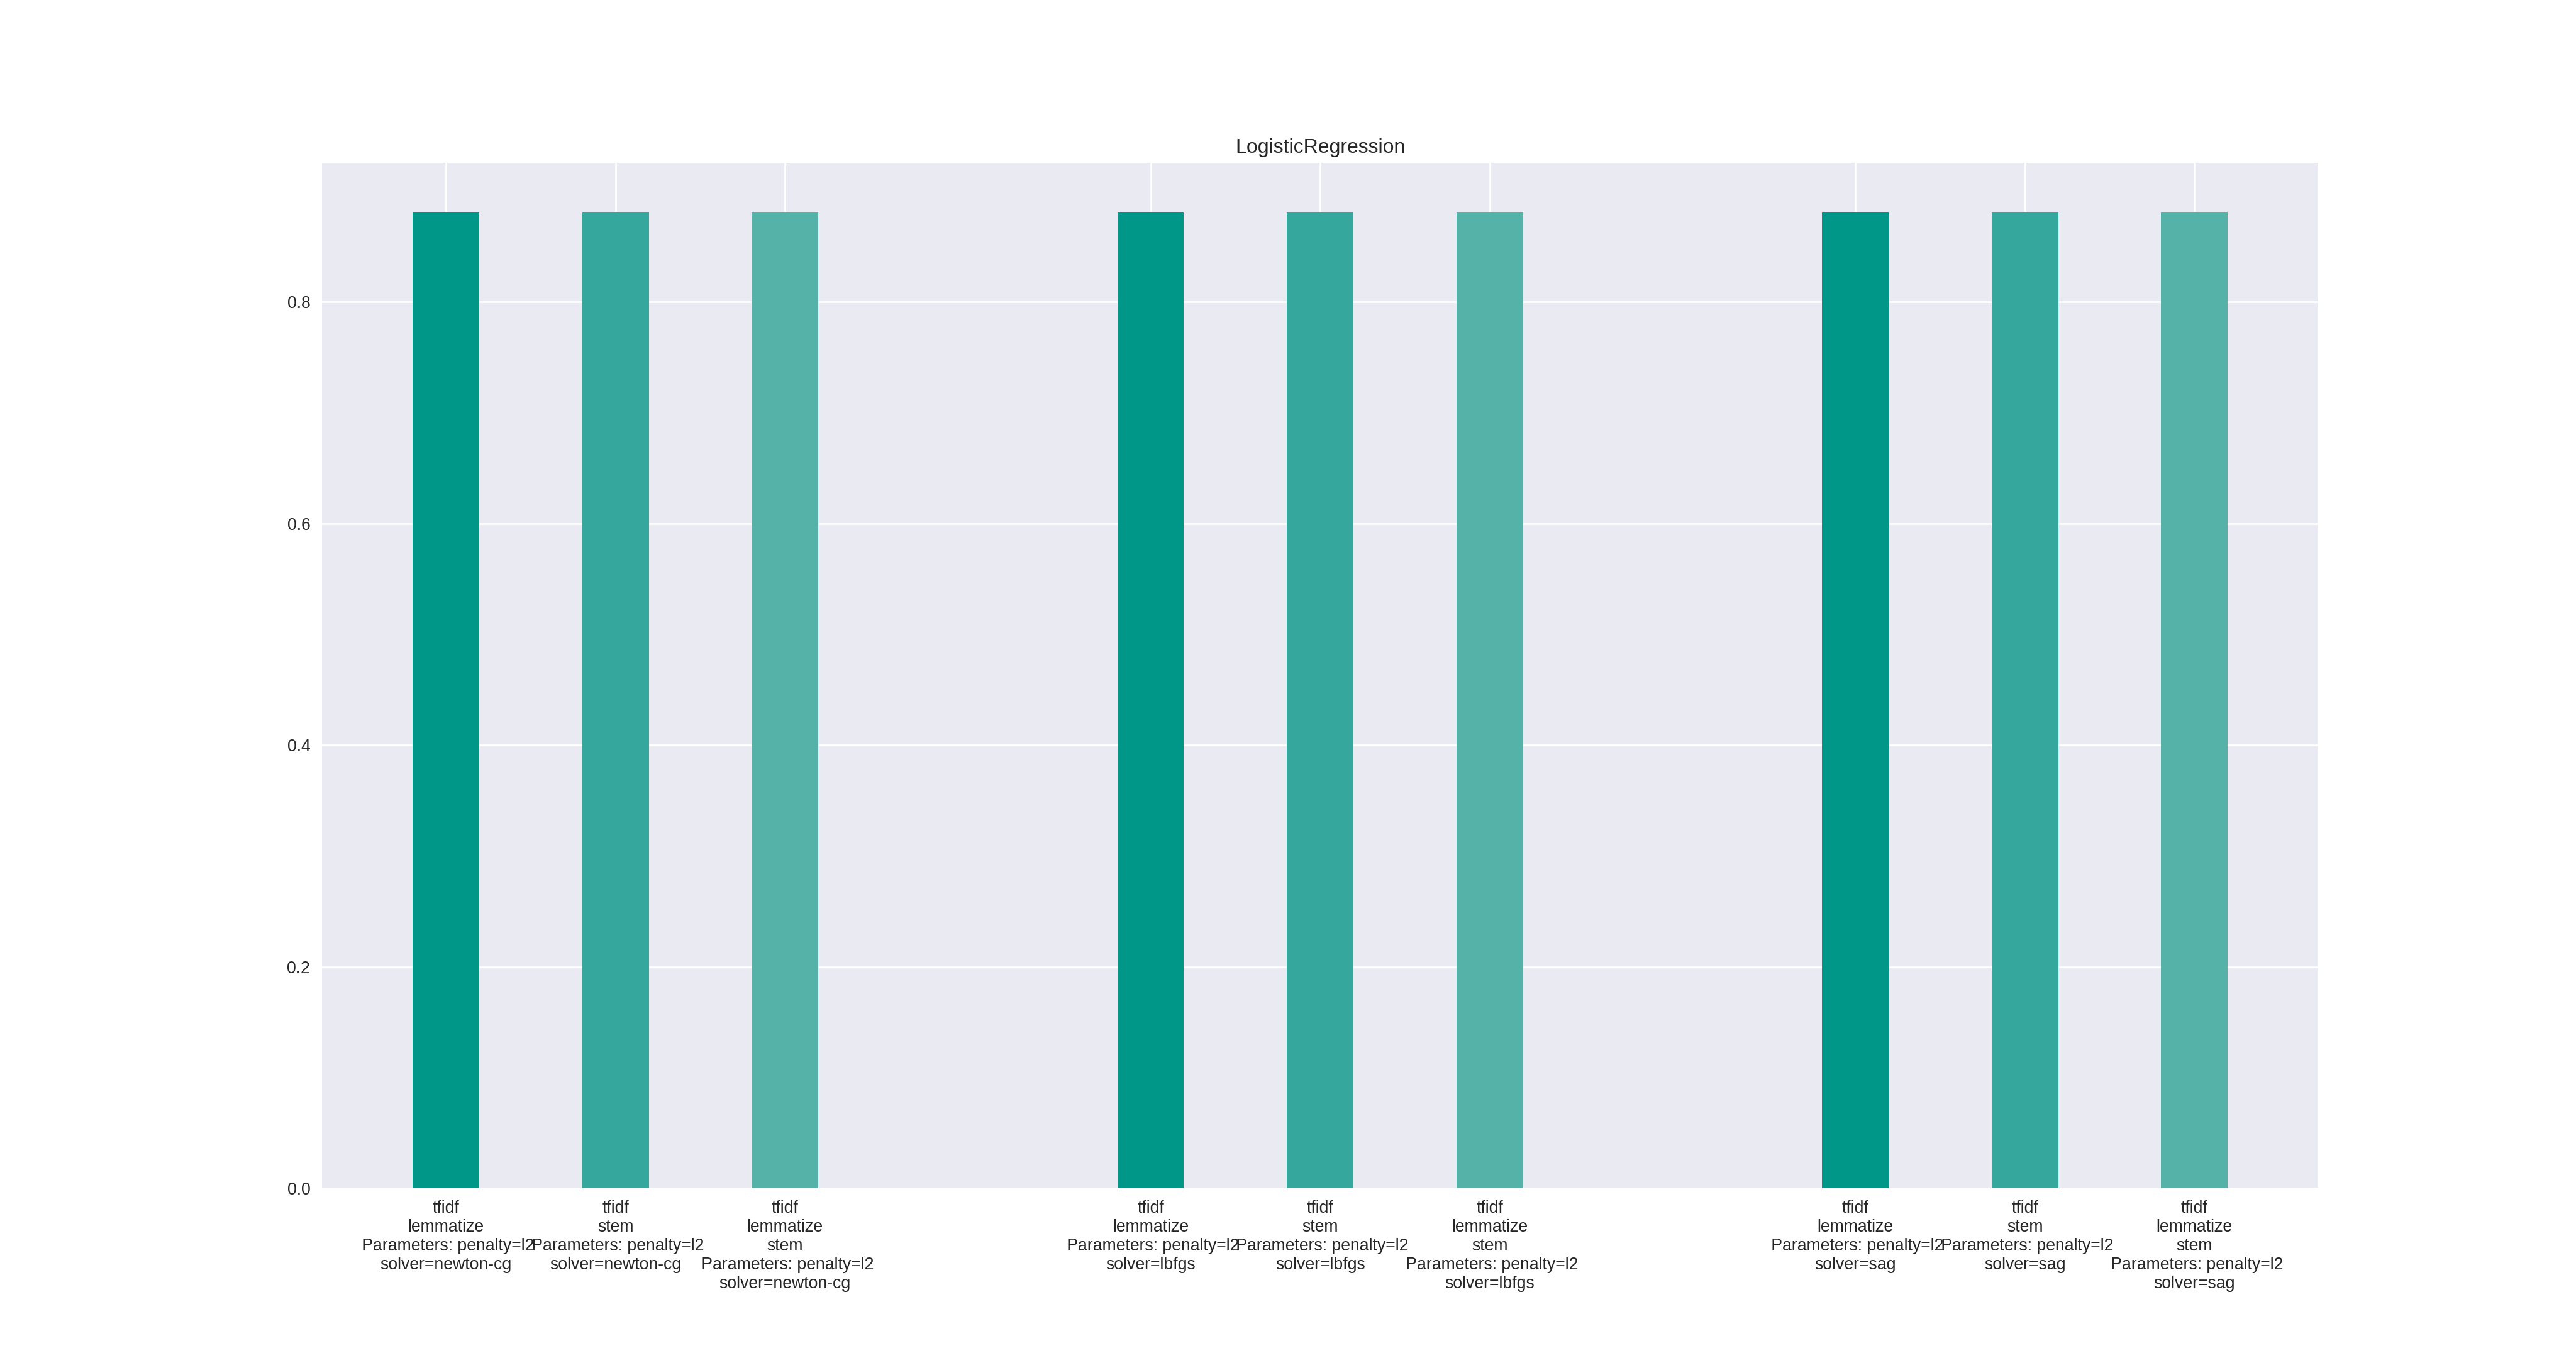 LogisticRegression
0.8
0.6
0.4
0.2
0.0
tfidf
lemmatize
Parameters: penalty=l2
solver=newton-cg
tfidf
stem
Parameters: penalty=l2
solver=newton-cg
tfidf
lemmatize
stem
Parameters: penalty=l2
solver=newton-cg
tfidf
lemmatize
Parameters: penalty=l2
solver=lbfgs
tfidf
stem
Parameters: penalty=l2
solver=lbfgs
tfidf
lemmatize
stem
Parameters: penalty=l2
solver=lbfgs
tfidf
lemmatize
Parameters: penalty=l2
solver=sag
tfidf
stem
Parameters: penalty=l2
solver=sag
tfidf
lemmatize
stem
Parameters: penalty=l2
solver=sag